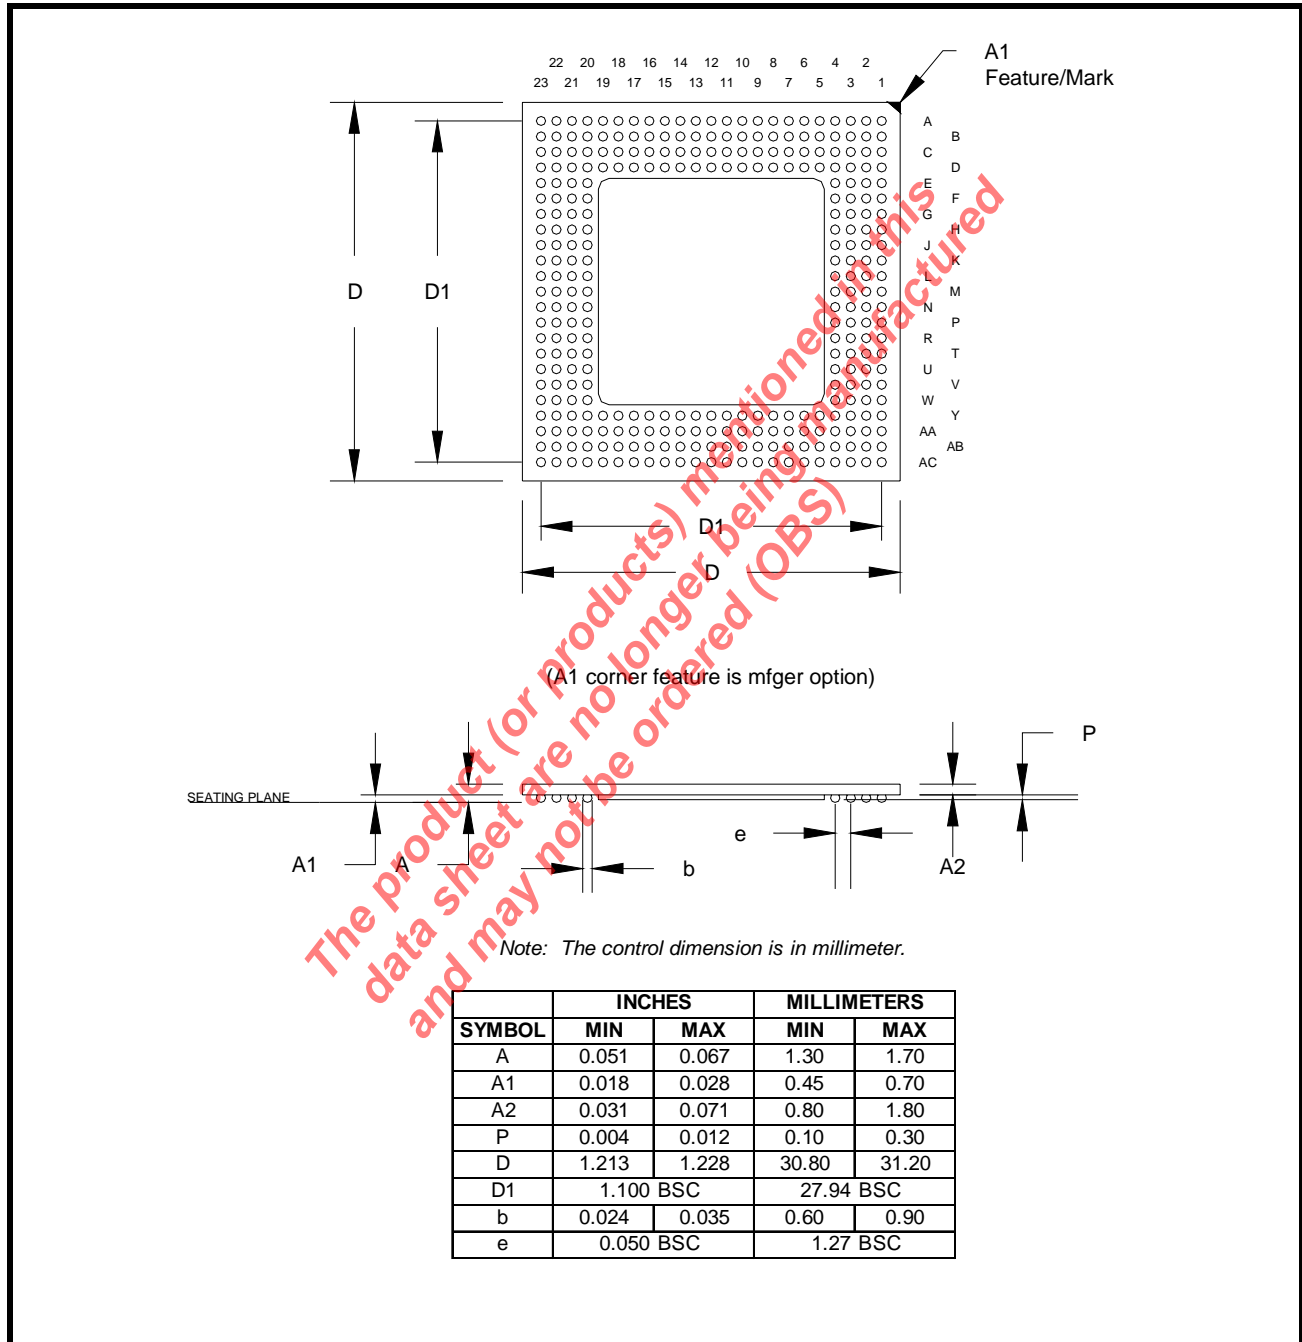 A1
Feature/Mark
22 20 18 16 14 12 10 8 6 4 2
23 21 19 17 15 13 11 9 7 5 3 1
A
B
C
D
E
F
G
H
J
K
L
M
N
P
R
T
U
V
W
Y
AA
AB
AC
D
D1
D1
D
(A1 corner feature is mfger option)
P
SEATING PLANE
e
A1
A
b
A2
Note: The control dimension is in millimeter.
INCHES MILLIMETERS
SYMBOL MIN MAX MIN MAX
A 0.051 0.067 1.30 1.70
A1 0.018 0.028 0.45 0.70
A2 0.031 0.071 0.80 1.80
P 0.004 0.012 0.10 0.30
D 1.213 1.228 30.80 31.20
D1 1.100 BSC 27.94 BSC
b 0.024 0.035 0.60 0.90
e 0.050 BSC 1.27 BSC
The product (or products) mentioned in this
data sheet are no longer being manufactured
and may not be ordered (OBS)